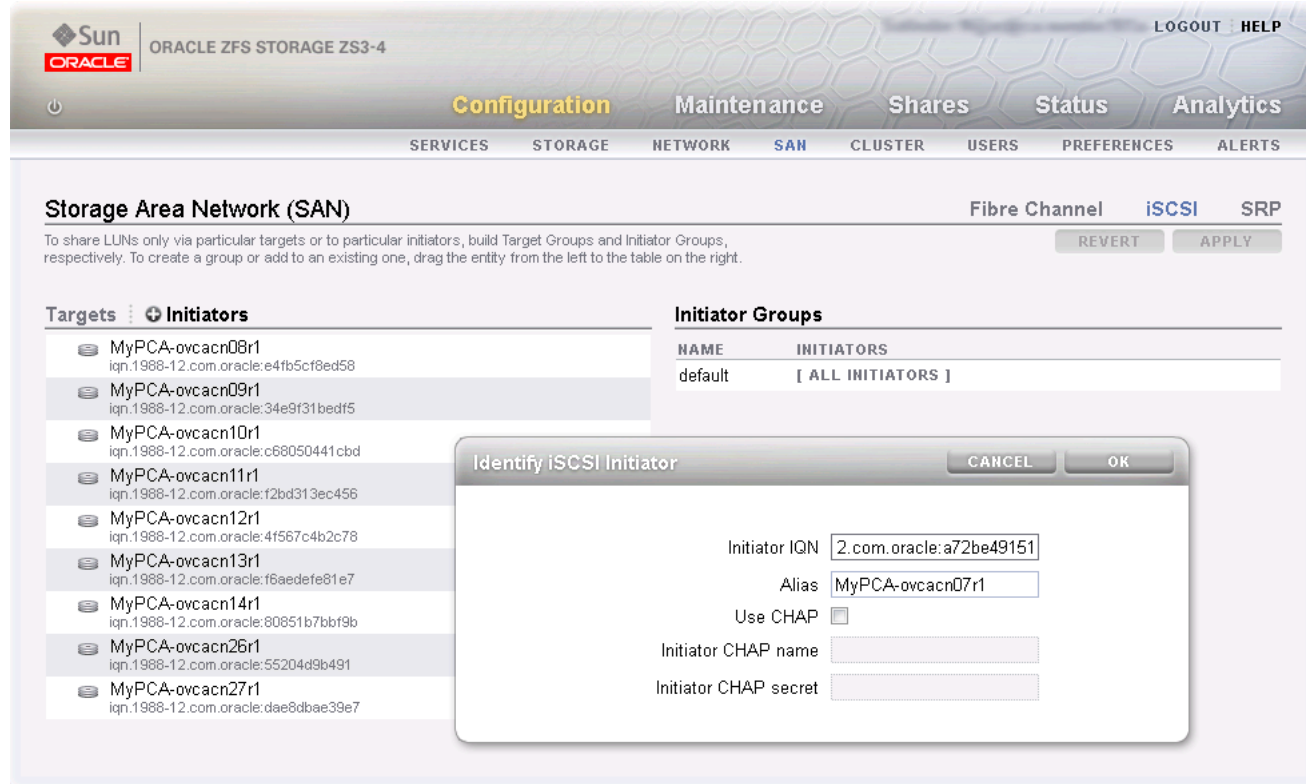 LOGOUT HELP
Sun
ORACLE
ORACLE ZFS STORAGE ZS3-4
Configuration Maintenance Shares Status Analytics
SERVICES STORAGE NETWORK SAN CLUSTER USERS PREFERENCES ALERTS
Storage Area Network (SAN)
Fibre Channel iSCSI SRP
To share LUNs only via particular targets or to particular initiators, build Target Groups and Initiator Groups,
respectively. To create a group or add to an existing one, drag the entity from the left to the table on the right.
REVERT APPLY
Targets Initiators
MyPCA-ovcacn08r1
iqn.1988-12.com.oracle:e4fb5cf8ed58
MyPCA-ovcacn09r1
iqn.1988-12.com.oracle:34e9f31bedf5
MyPCA-ovcacn10r1
iqn.1988-12.com.oracle:c68050441cbd
MyPCA-ovcacn11r1
iqn.1988-12.com.oracle:f2bd313ec456
MyPCA-ovcacn12r1
iqn.1988-12.com.oracle:4f567c4b2c78
MyPCA-ovcacn13r1
iqn.1988-12.com.oracle:f6aedefe81e7
MyPCA-ovcacn14r1
iqn.1988-12.com.oracle:80851b7bbf9b
MyPCA-ovcacn26r1
iqn.1988-12.com.oracle:55204d9b491
MyPCA-ovcacn27r1
iqn.1988-12.com.oracle:dae8dbae39e7
Initiator Groups
NAME INITIATORS
default [ ALL INITIATORS ]
Identify iSCSI Initiator
CANCEL OK
Initiator IQN 2.com.oracle:a72be49151
Alias MyPCA-ovcacn07r1
Use CHAP
Initiator CHAP name
Initiator CHAP secret